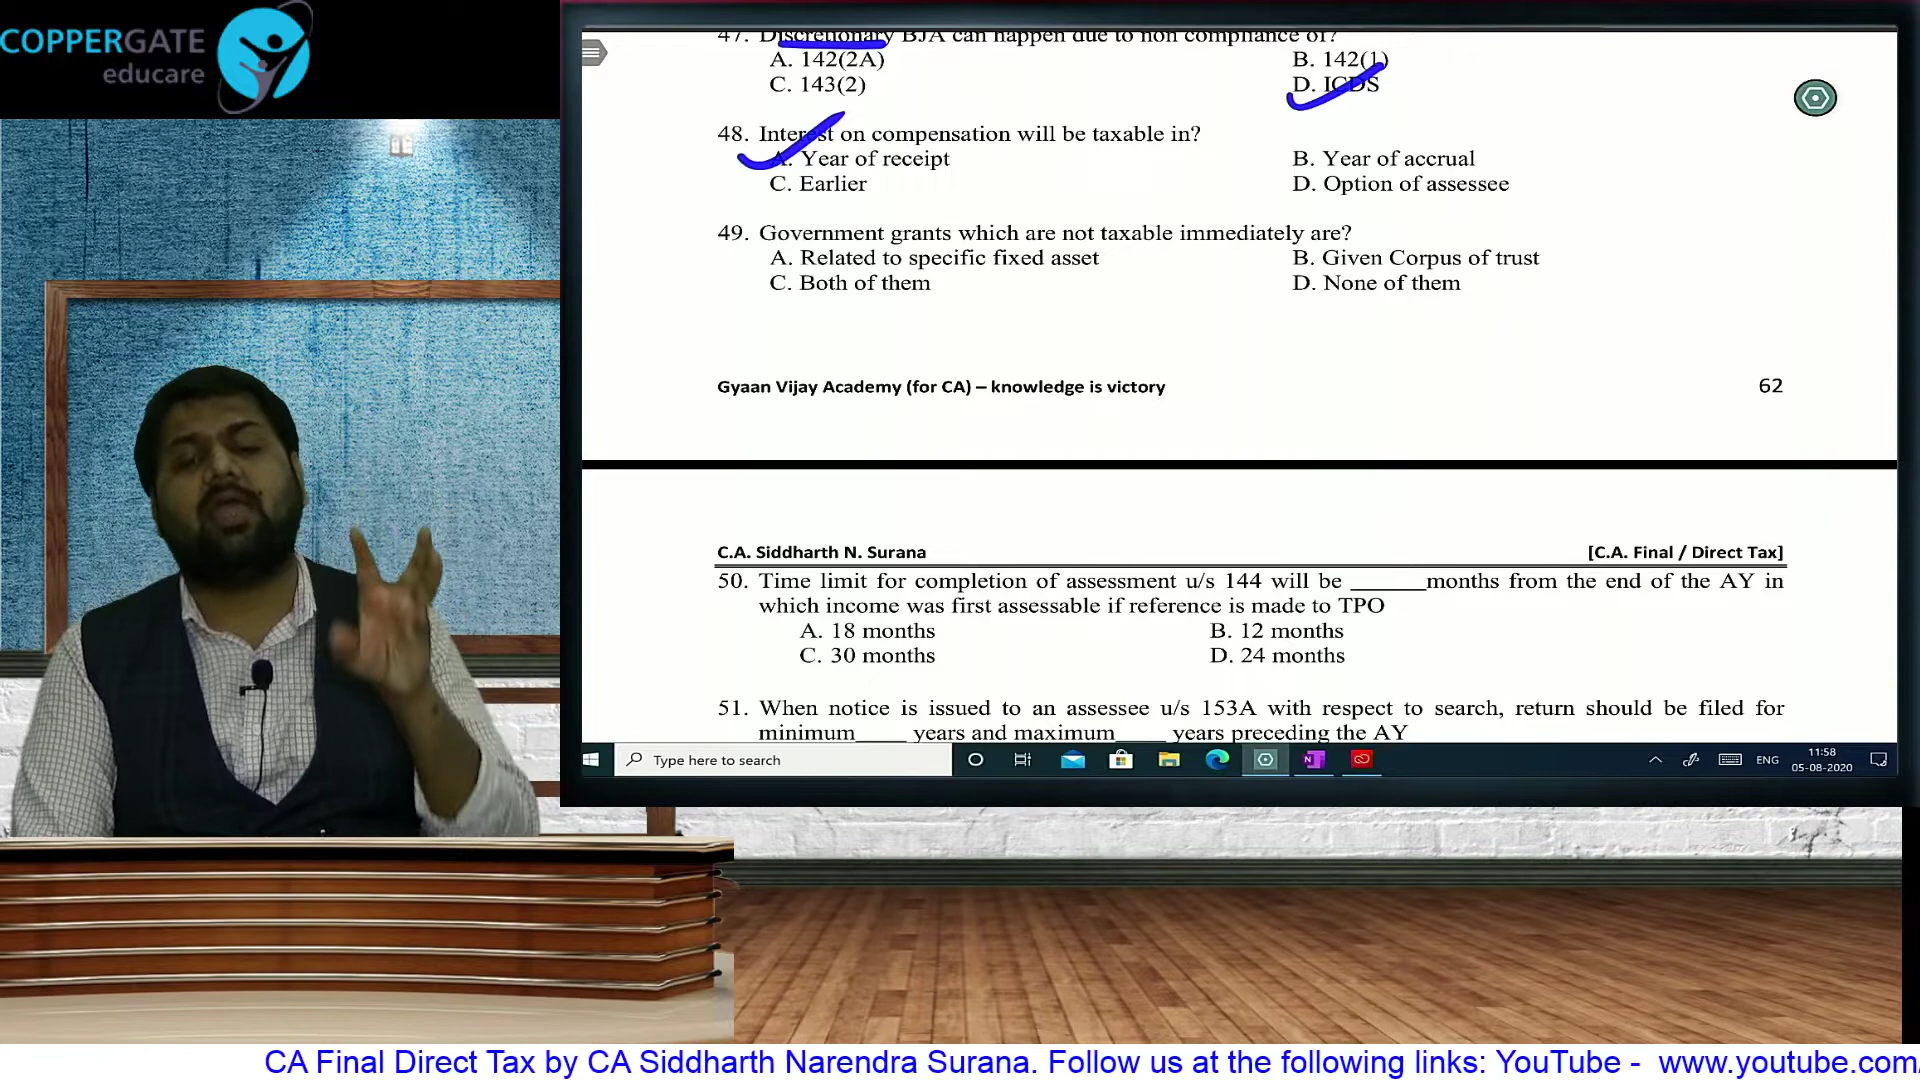 COPPERGATE
educare
47. Discretionary BJA can happen due to non compliance of?
A. 142(2A)
B. 142(1)
C. 143(2)
D. ICDS
48. Interest on compensation will be taxable in?
A. Year of receipt
B. Year of accrual
C. Earlier
D. Option of assessee
49. Government grants which are not taxable immediately are?
A. Related to specific fixed asset
B. Given Corpus of trust
C. Both of them
D. None of them
Gyaan Vijay Academy (for CA) – knowledge is victory
62
C.A. Siddharth N. Surana
[C.A. Final / Direct Tax]
50. Time limit for completion of assessment u/s 144 will be ______months from the end of the AY in
which income was first assessable if reference is made to TPO
A. 18 months
B. 12 months
C. 30 months
D. 24 months
51. When notice is issued to an assessee u/s 153A with respect to search, return should be filed for
minimum____ years and maximum____ years preceding the AY
Type here to search
ENG
11:58
05-08-2020
CA Final Direct Tax by CA Siddharth Narendra Surana. Follow us at the following links: YouTube - www.youtube.com/